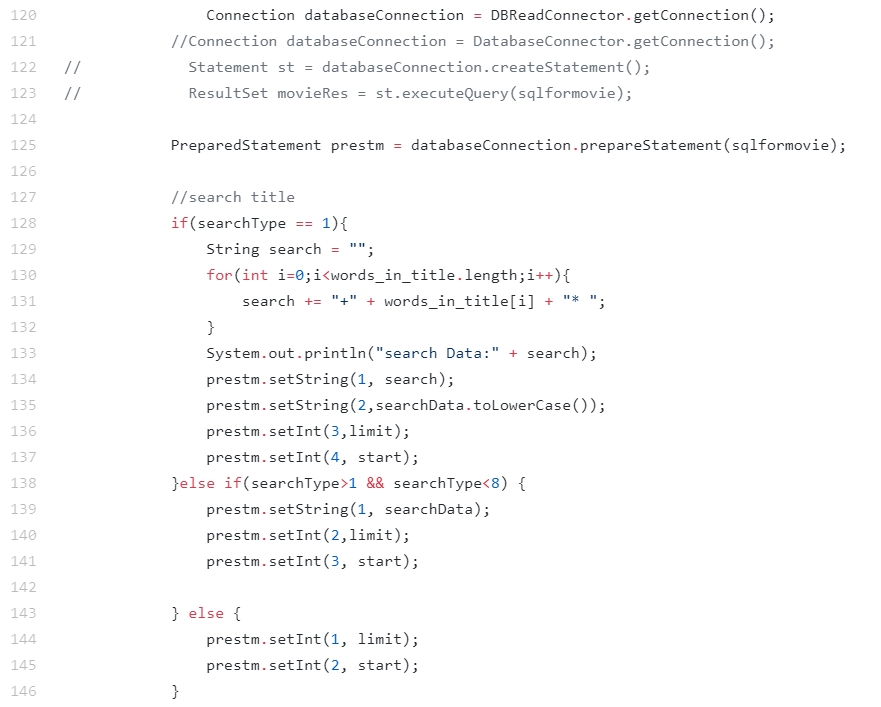 120                Connection databaseConnection = DBReadConnector.getConnection();
121            //Connection databaseConnection = DatabaseConnector.getConnection();
122 //            Statement st = databaseConnection.createStatement();
123 //            ResultSet movieRes = st.executeQuery(sqlformovie);
124
125            PreparedStatement prestm = databaseConnection.prepareStatement(sqlformovie);
126
127            //search title
128            if(searchType == 1){
129                String search = "";
130                for(int i=0;i<words_in_title.length;i++){
131                    search += "+" + words_in_title[i] + "* ";
132                }
133                System.out.println("search Data:" + search);
134                prestm.setString(1, search);
135                prestm.setString(2,searchData.toLowerCase());
136                prestm.setInt(3,limit);
137                prestm.setInt(4, start);
138            }else if(searchType>1 && searchType<8) {
139                prestm.setString(1, searchData);
140                prestm.setInt(2,limit);
141                prestm.setInt(3, start);
142
143            } else {
144                prestm.setInt(1, limit);
145                prestm.setInt(2, start);
146            }